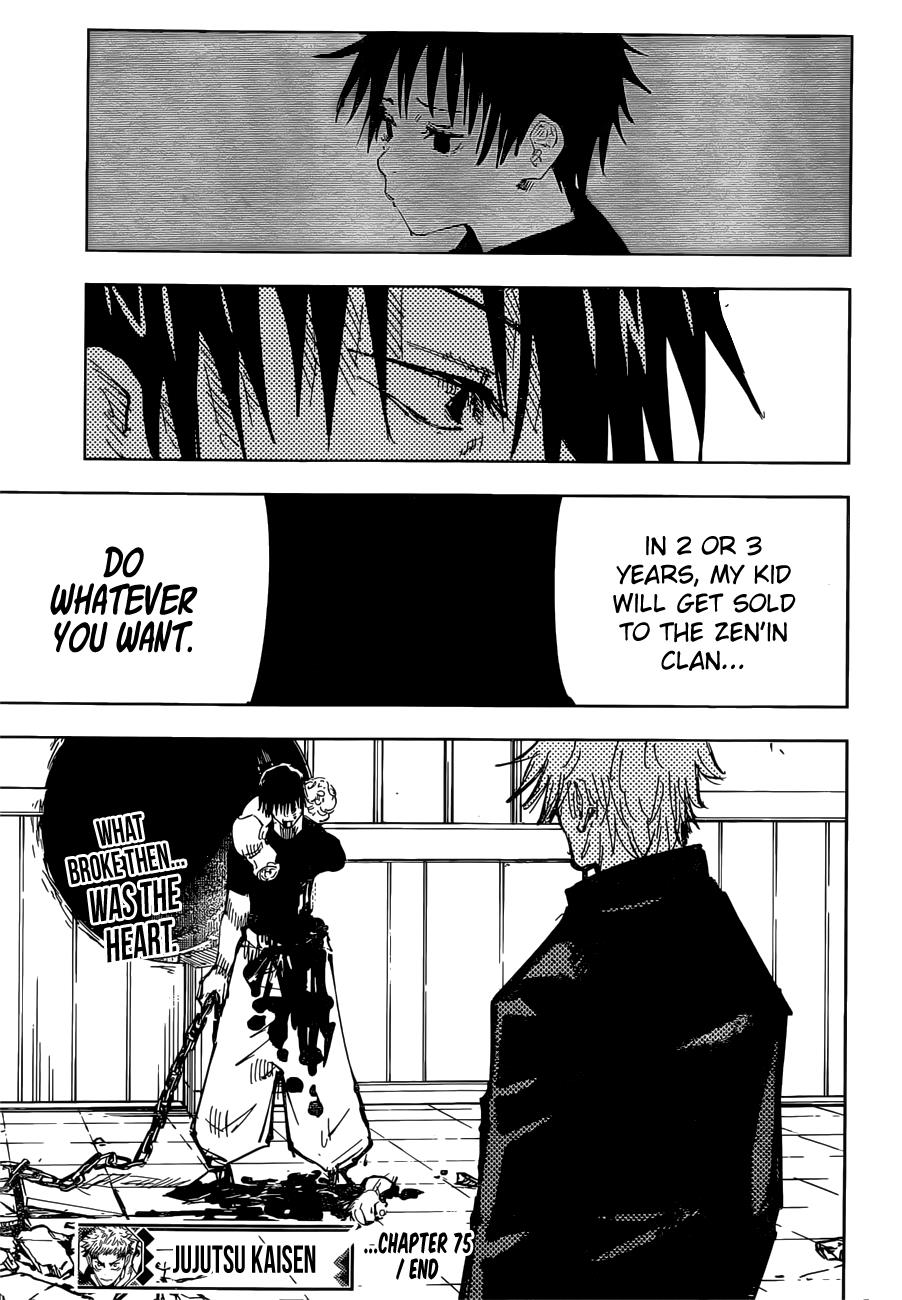 IN 2 OR 3
YEARS, MY KID
WILL GET SOLD
TO THE ZEN'IN
CLAN...
DO
WHATEVER
YOU WANT.
WHAT
BROKE THEN...
WAS THE
HEART.
JUJUTSU KAISEN
...CHAPTER 75
/ END